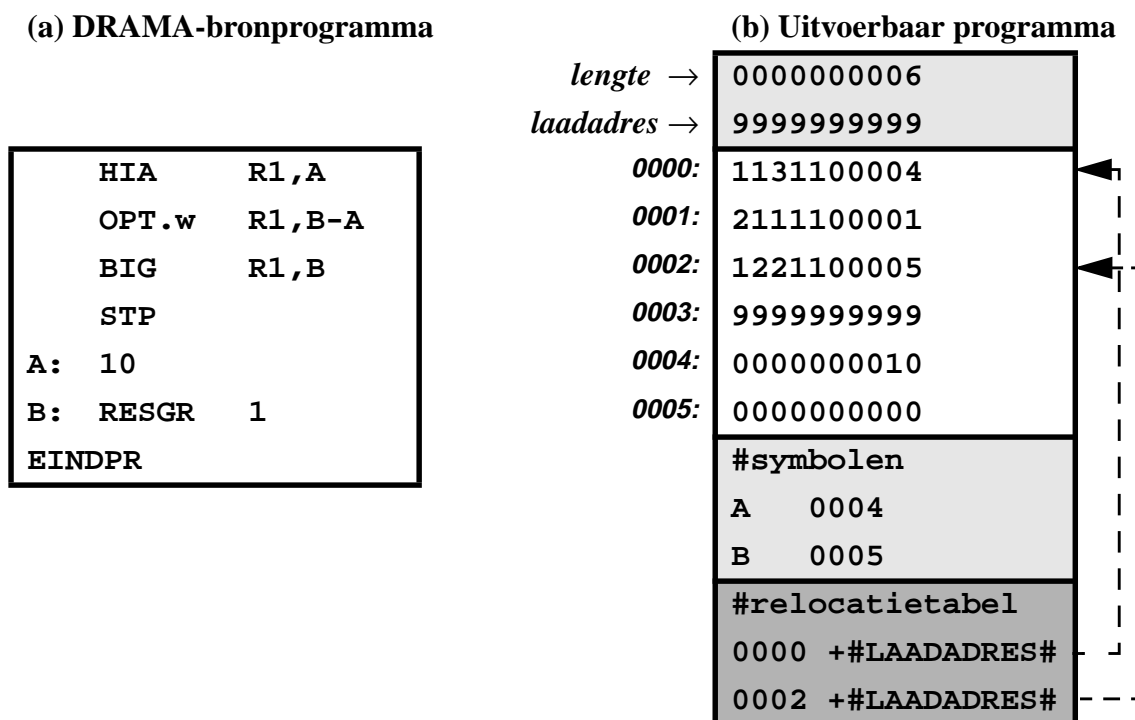 (a) DRAMA-bronprogramma
HIA R1,A
OPT.w R1,B-A
BIG R1,B
STP
A: 10
B: RESGR 1
EINDPR
(b) Uitvoerbaar programma
lengte → 0000000006
laadadres → 9999999999
0000: 1131100004
0001: 2111100001
0002: 1221100005
0003: 9999999999
0004: 0000000010
0005: 0000000000
#symbolen
A 0004
B 0005
#relocatietabel
0000 +#LAADADRES#
0002 +#LAADADRES#